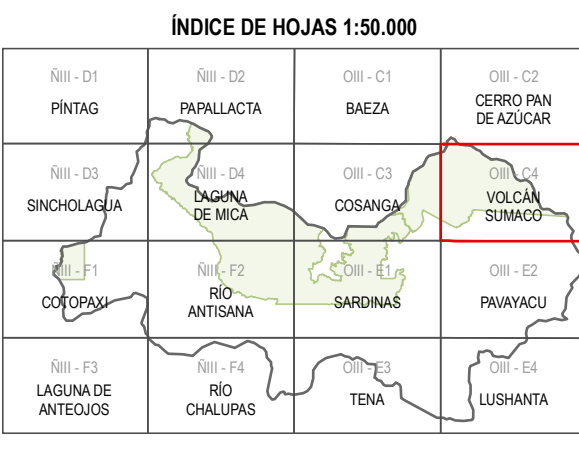 ÍNDICE DE HOJAS 1:50.000
ÑIII - D1
PÍNTAG
ÑIII - D2
PAPALLACTA
OIII - C1
BAEZA
OIII - C2
CERRO PAN
DE AZÚCAR
ÑIII - D3
SINCHOLAGUA
ÑIII - D4
LAGUNA
DE MICA
OIII - C3
COSANGA
OIII - C4
VOLCÁN
SUMACO
ÑIII - F1
COTOPAXI
ÑIII - F2
RÍO
ANTISANA
OIII - E1
SARDINAS
OIII - E2
PAVAYACU
ÑIII - F3
LAGUNA DE
ANTEOJOS
ÑIII - F4
RÍO
CHALUPAS
OIII - E3
TENA
OIII - E4
LUSHANTA